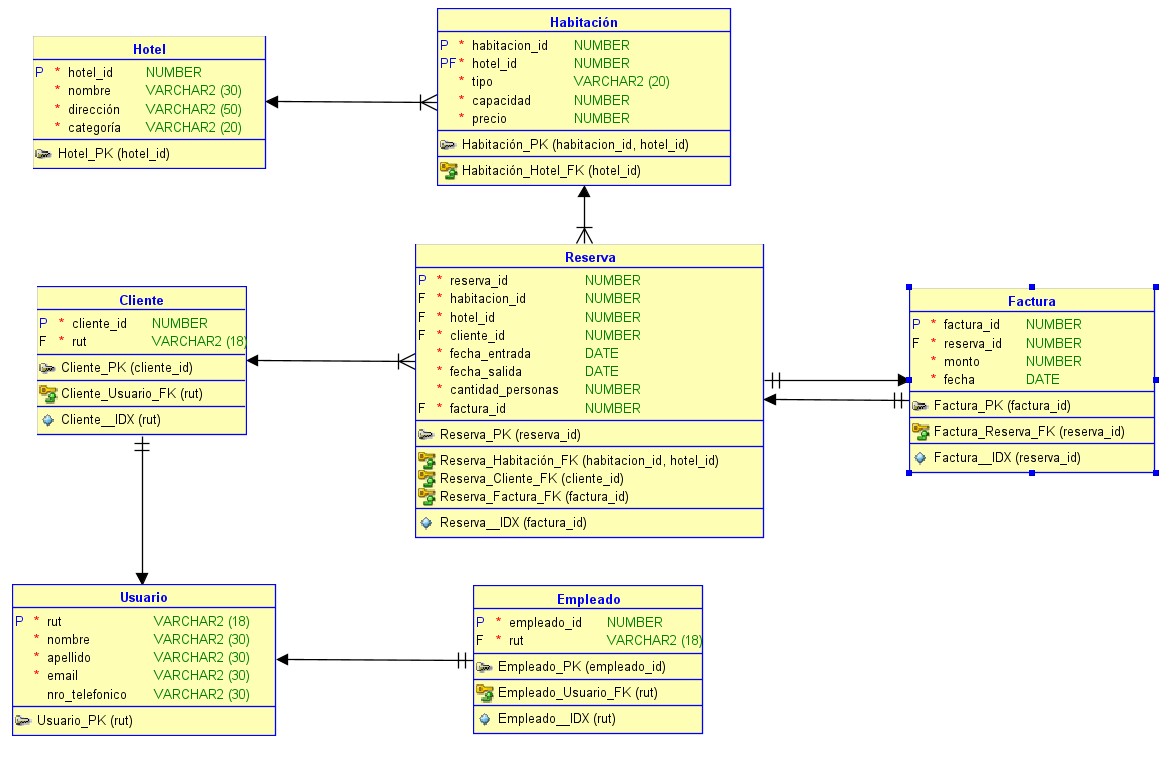 Hotel
P * hotel_id NUMBER
* nombre VARCHAR2 (30)
* dirección VARCHAR2 (50)
* categoría VARCHAR2 (20)
Hotel_PK (hotel_id)
Habitación
P * habitacion_id NUMBER
PF * hotel_id NUMBER
* tipo VARCHAR2 (20)
* capacidad NUMBER
* precio NUMBER
Habitación_PK (habitacion_id, hotel_id)
Habitación_Hotel_FK (hotel_id)
Cliente
P * cliente_id NUMBER
F * rut VARCHAR2 (18)
Cliente_PK (cliente_id)
Cliente_Usuario_FK (rut)
Cliente__IDX (rut)
Reserva
P * reserva_id NUMBER
F * habitacion_id NUMBER
F * hotel_id NUMBER
F * cliente_id NUMBER
* fecha_entrada DATE
* fecha_salida DATE
* cantidad_personas NUMBER
F * factura_id NUMBER
Reserva_PK (reserva_id)
Reserva_Habitación_FK (habitacion_id, hotel_id)
Reserva_Cliente_FK (cliente_id)
Reserva_Factura_FK (factura_id)
Reserva__IDX (factura_id)
Factura
P * factura_id NUMBER
F * reserva_id NUMBER
* monto NUMBER
* fecha DATE
Factura_PK (factura_id)
Factura_Reserva_FK (reserva_id)
Factura__IDX (reserva_id)
Usuario
P * rut VARCHAR2 (18)
* nombre VARCHAR2 (30)
* apellido VARCHAR2 (30)
* email VARCHAR2 (30)
nro_telefonico VARCHAR2 (30)
Usuario_PK (rut)
Empleado
P * empleado_id NUMBER
F * rut VARCHAR2 (18)
Empleado_PK (empleado_id)
Empleado_Usuario_FK (rut)
Empleado__IDX (rut)